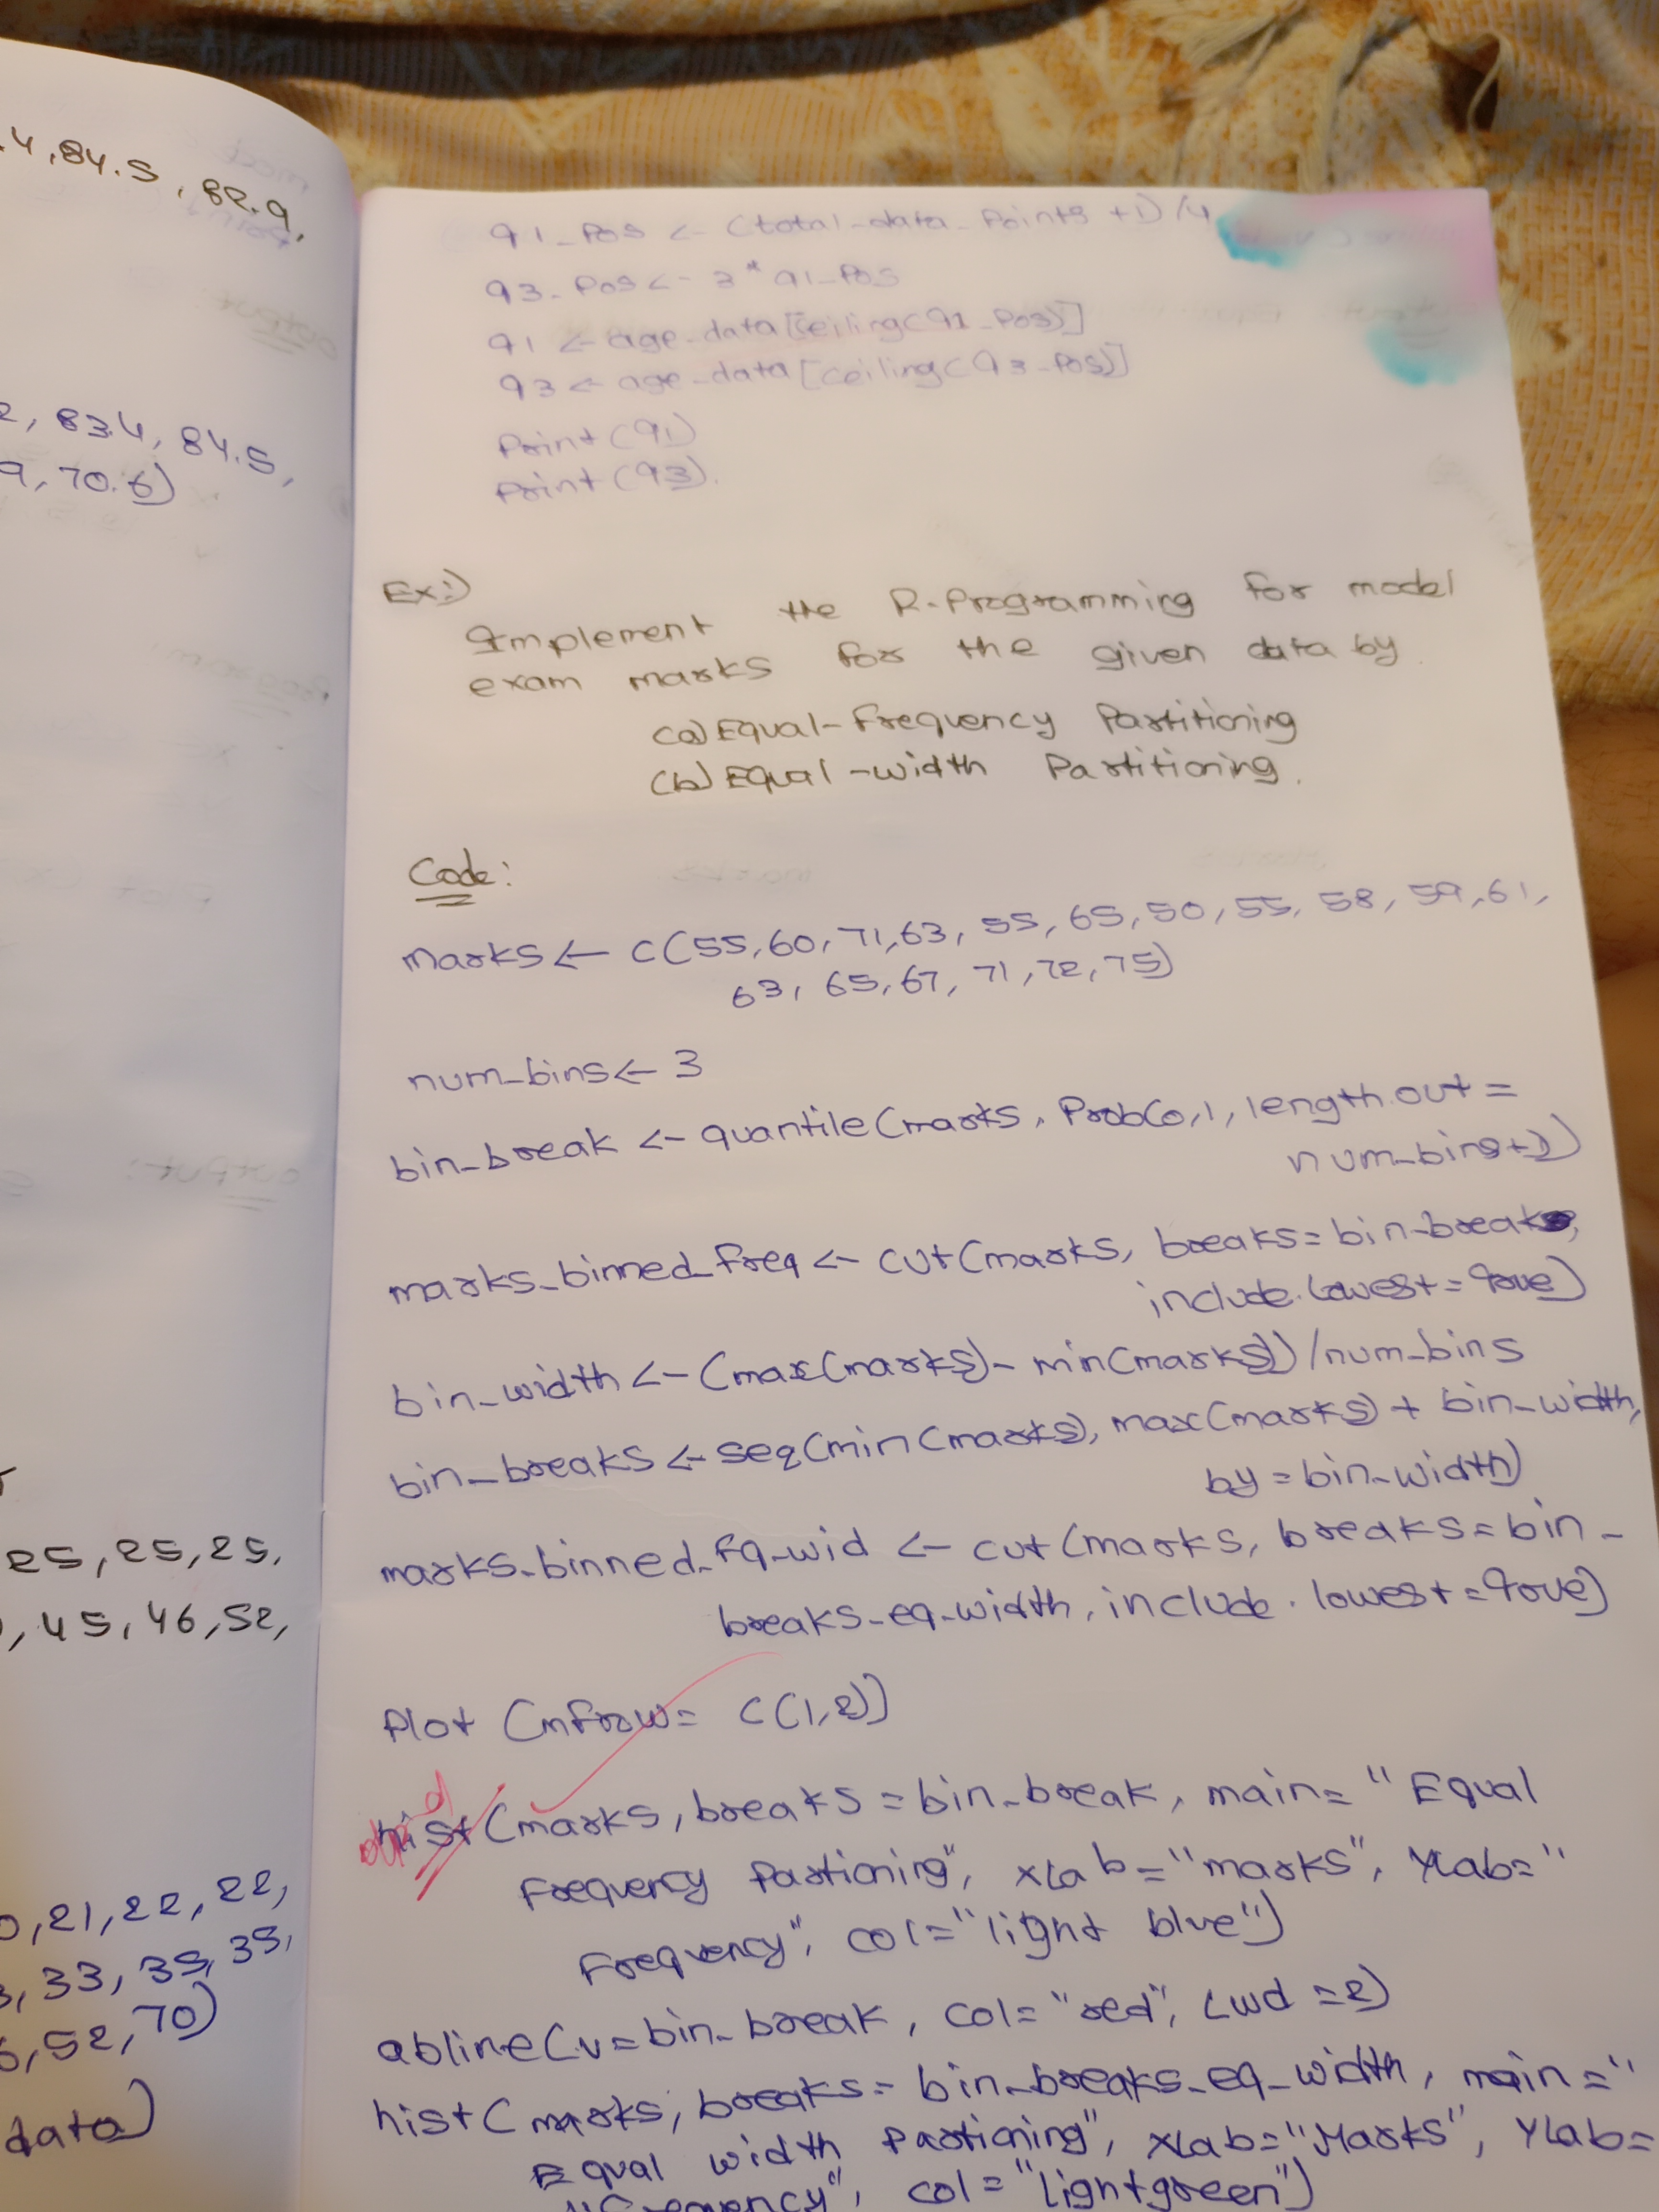 .4, 84.5, 82.9,
2, 83.4, 84.5,
9, 70.6)
25, 25, 25,
, 45, 46, 52,
0, 21, 22, 22,
, 33, 35, 35,
6, 52, 70)
data)
q1_Pos <- (total_data_Points +1)/4
q3_Pos <- 3*q1_Pos
q1 <- age_data[ceiling(q1_Pos)]
q3 <- age_data[ceiling(q3_Pos)]
Print(q1)
Print(q3).
Ex:)
Implement the R-Programming for model
exam marks for the given data by
(a) Equal-Frequency Partitioning
(b) Equal-width Partitioning.
Code:
marks <- c(55, 60, 71, 63, 55, 65, 50, 55, 58, 59, 61,
63, 65, 67, 71, 72, 75)
num_bins <- 3
bin_break <- quantile(marks, Prob(0,1, length.out =
num_bins+1)
marks_binned_freq <- cut(marks, breaks = bin-break,
include.lowest = True)
bin_width <- (max(marks) - min(marks))/num_bins
bin_breaks <- seq(min(marks), max(marks) + bin_width,
by = bin_width)
marks_binned_Eq_wid <- cut(marks, breaks = bin_
breaks_eq_width, include.lowest = True)
Plot (mfrow = c(1,2))
hist(marks, breaks = bin_break, main = "Equal
Frequency Partioning", xlab = "marks", Ylab = "
Frequency", col = "light blue")
abline(v = bin_break, col = "red", Lwd = 2)
hist(marks, breaks = bin_breaks_eq_width, main = "
Equal width Partioning", xlab = "Marks", Ylab =
"Frequency", col = "lightgreen")